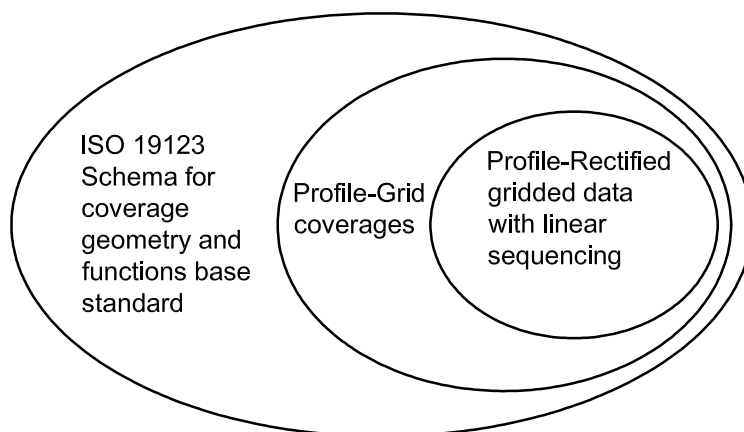 ISO 19123
Schema for
coverage
geometry and
functions base
standard
Profile-Grid
coverages
Profile-Rectified
gridded data
with linear
sequencing